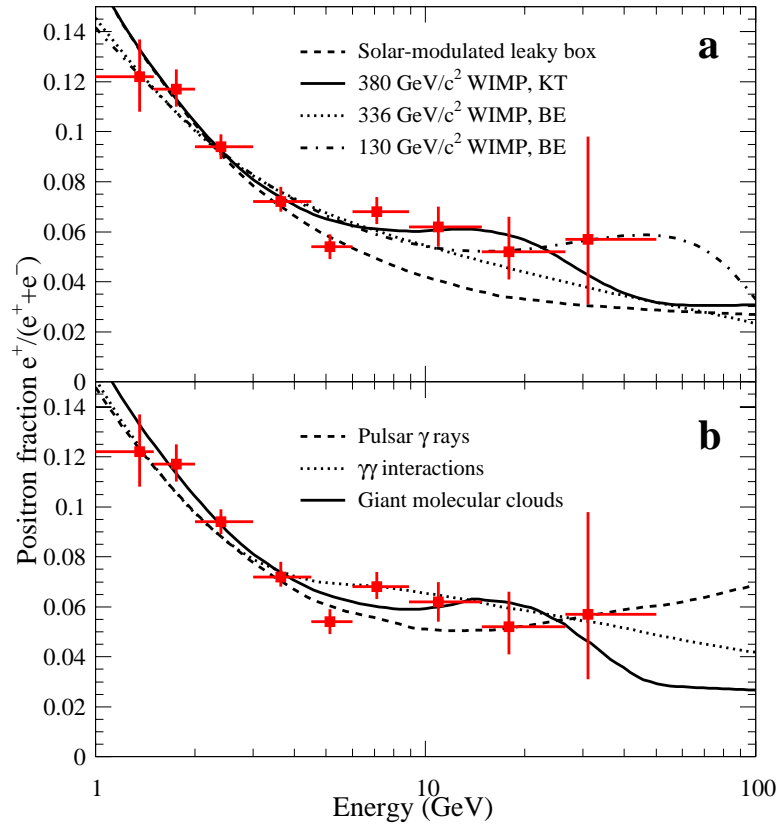 0.14
0.12
0.1
0.08
0.06
0.04
0.02
0
a
Solar-modulated leaky box
380 GeV/c² WIMP, KT
336 GeV/c² WIMP, BE
130 GeV/c² WIMP, BE
Positron fraction e⁺/(e⁺+e⁻)
0.14
0.12
0.1
0.08
0.06
0.04
0.02
0
b
Pulsar γ rays
γγ interactions
Giant molecular clouds
1
10
100
Energy (GeV)